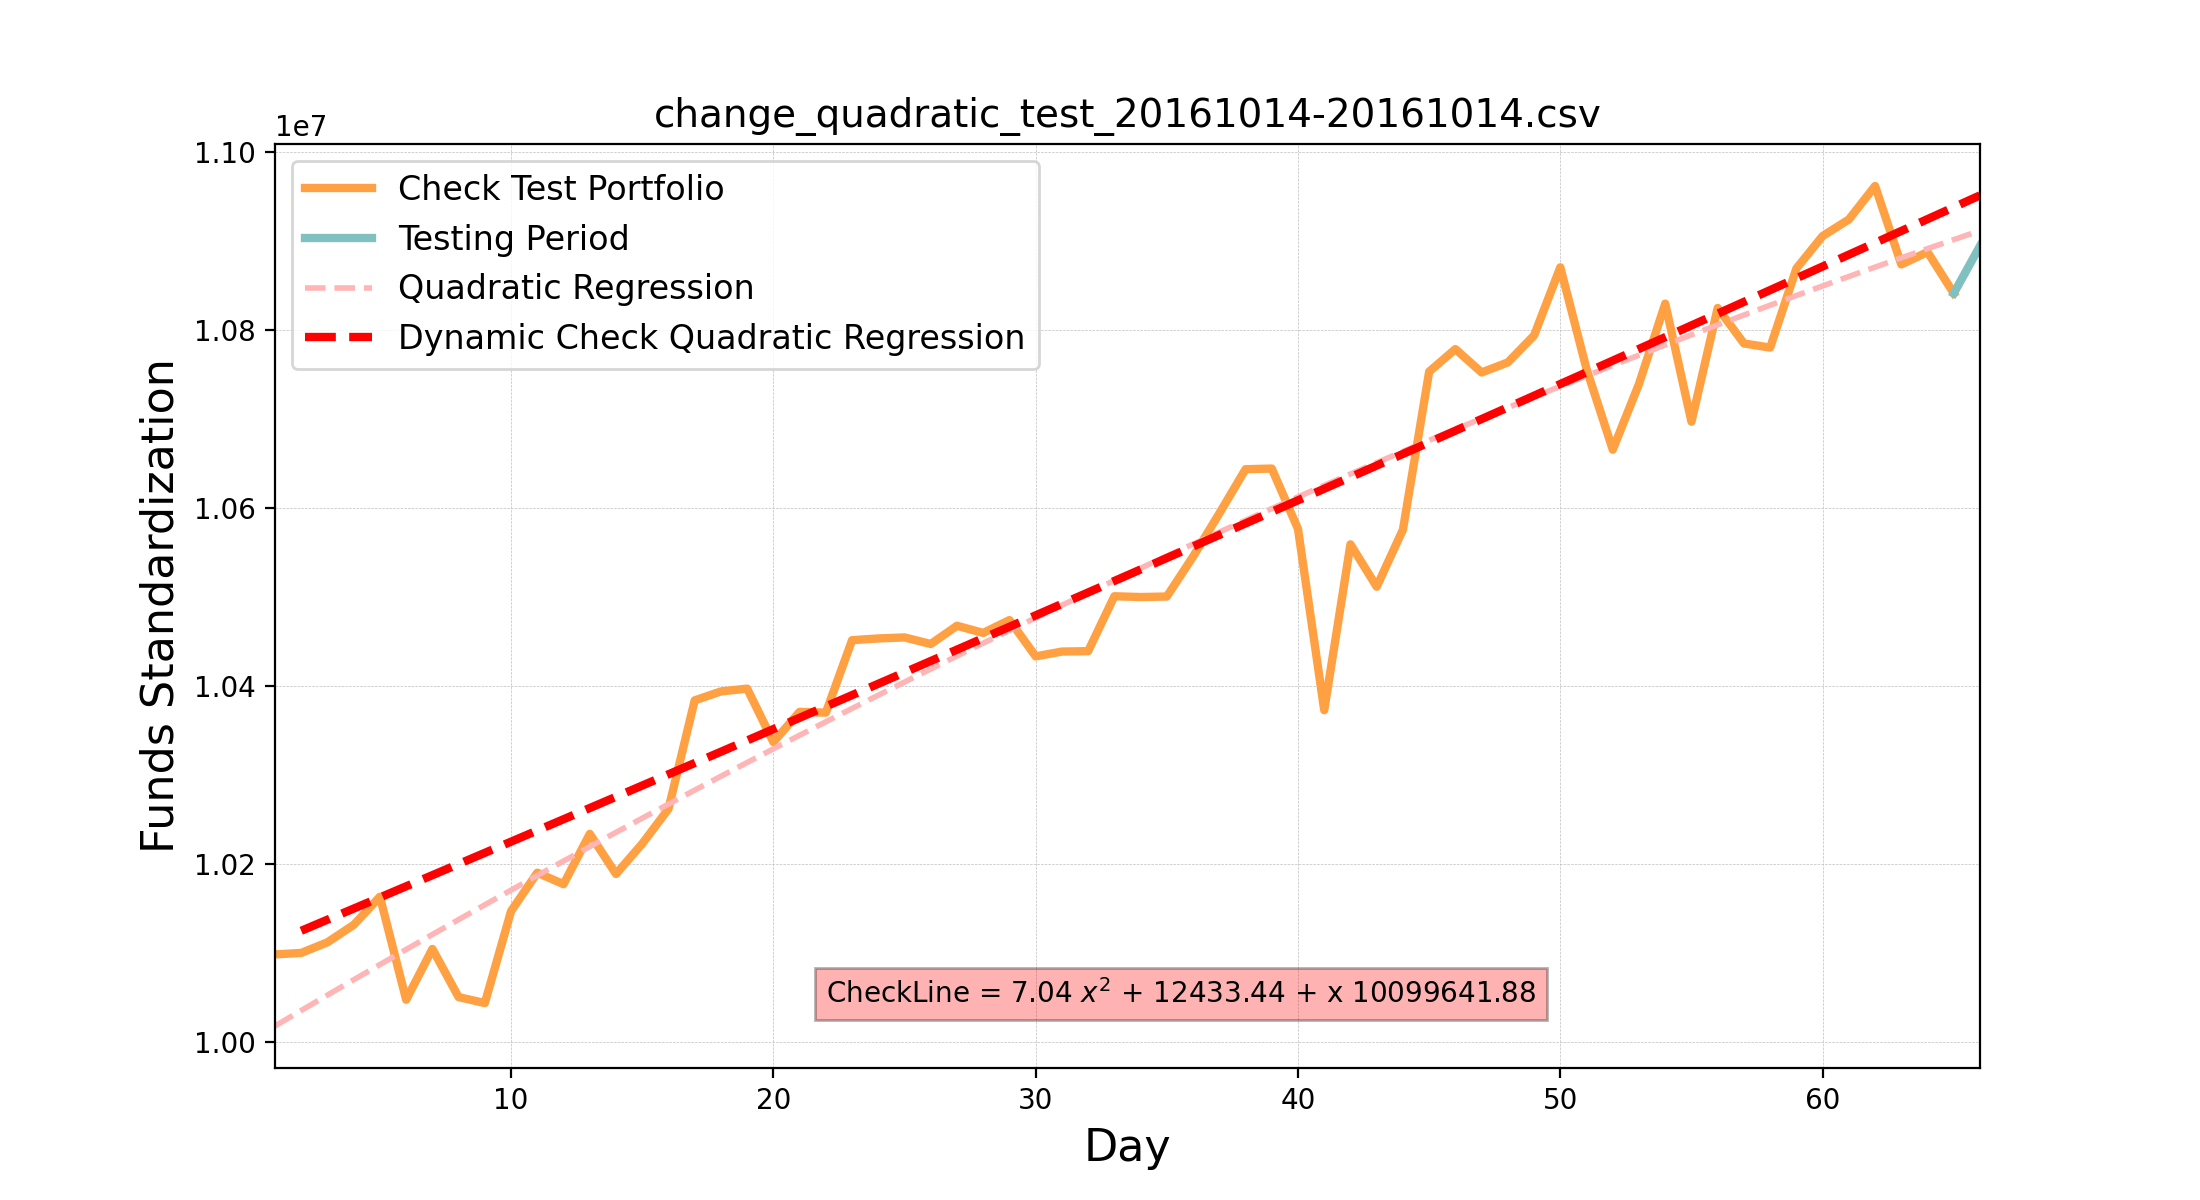 change_quadratic_test_20161014-20161014.csv
1e7
1.10
1.08
1.06
1.04
1.02
1.00
Funds Standardization
Check Test Portfolio
Testing Period
Quadratic Regression
Dynamic Check Quadratic Regression
CheckLine = 7.04 x² + 12433.44 + x 10099641.88
10 20 30 40 50 60
Day